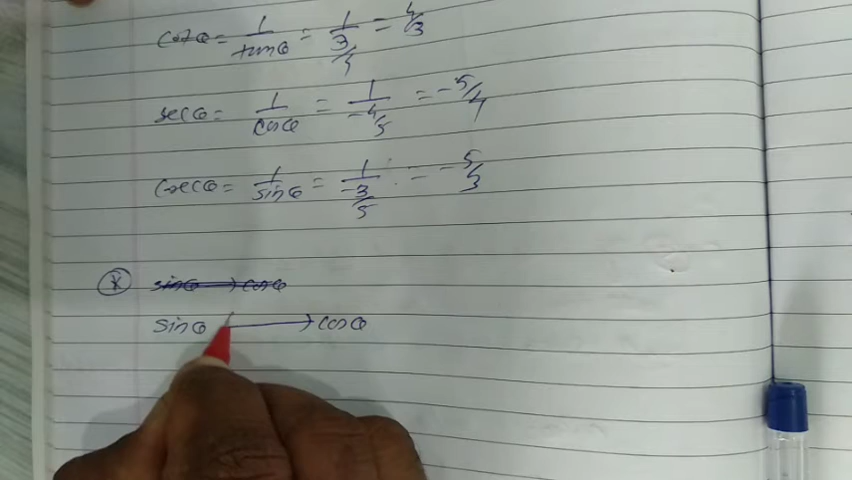 cotθ = 1/tanθ = 1/(3/4) = 4/3
secθ = 1/cosθ = 1/(-4/5) = -5/4
cosecθ = 1/sinθ = 1/(-3/5) = -5/3
* sinθ → cosθ
sinθ → cosθ